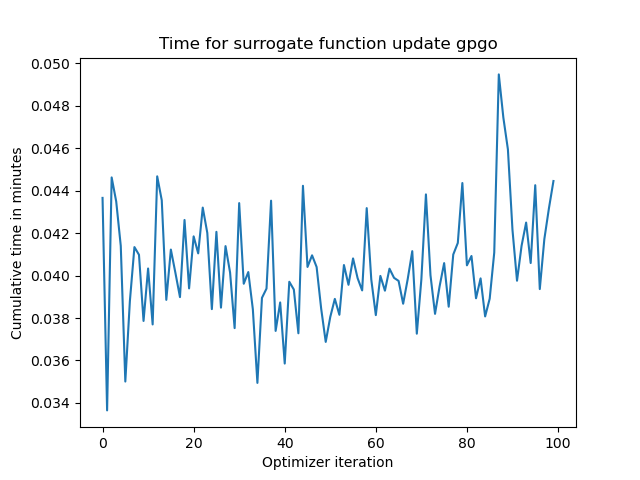 Time for surrogate function update gpgo
0.050
0.048
0.046
0.044
0.042
0.040
0.038
0.036
0.034
Cumulative time in minutes
0 20 40 60 80 100
Optimizer iteration